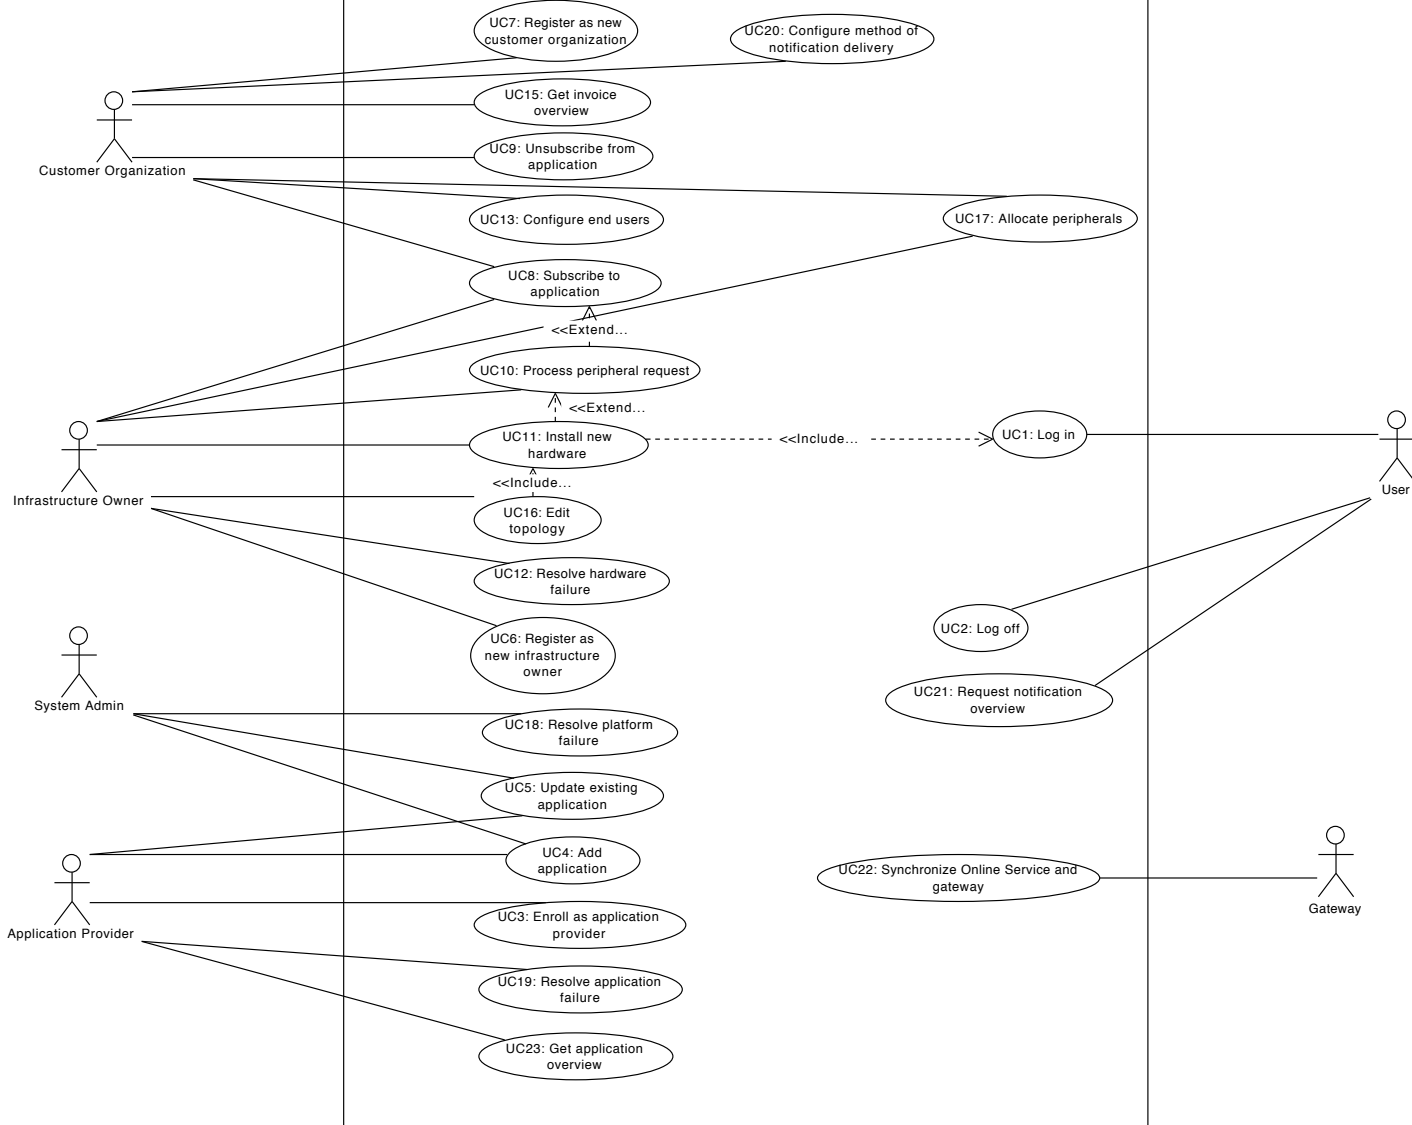 UC7: Register as new
customer organization
UC20: Configure method of
notification delivery
UC15: Get invoice
overview
UC9: Unsubscribe from
application
Customer Organization
UC13: Configure end users
UC17: Allocate peripherals
UC8: Subscribe to
application
<<Extend...
UC10: Process peripheral request
<<Extend...
UC11: Install new
hardware
<<Include...
UC1: Log in
<<Include...
User
Infrastructure Owner
UC16: Edit
topology
UC12: Resolve hardware
failure
UC2: Log off
UC6: Register as
new infrastructure
owner
UC21: Request notification
overview
System Admin
UC18: Resolve platform
failure
UC5: Update existing
application
UC4: Add
application
UC22: Synchronize Online Service and
gateway
Gateway
UC3: Enroll as application
provider
Application Provider
UC19: Resolve application
failure
UC23: Get application
overview